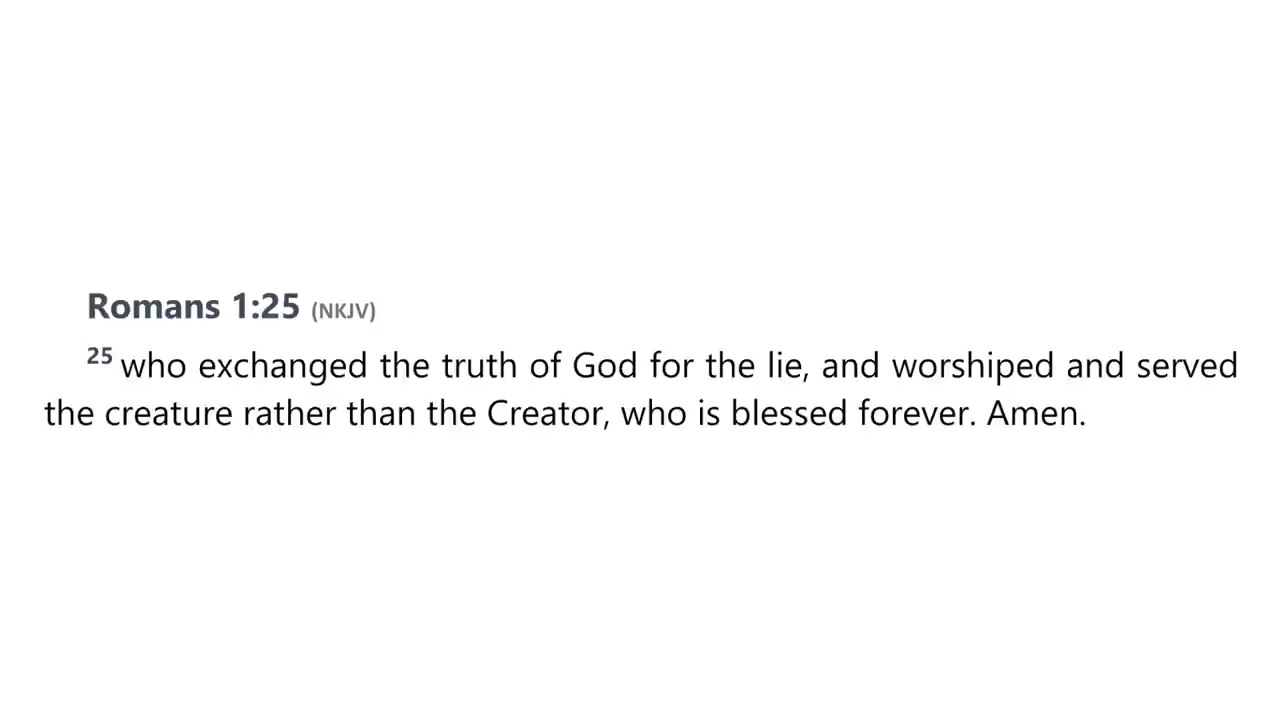 Romans 1:25 (NKJV)
25 who exchanged the truth of God for the lie, and worshiped and served
the creature rather than the Creator, who is blessed forever. Amen.